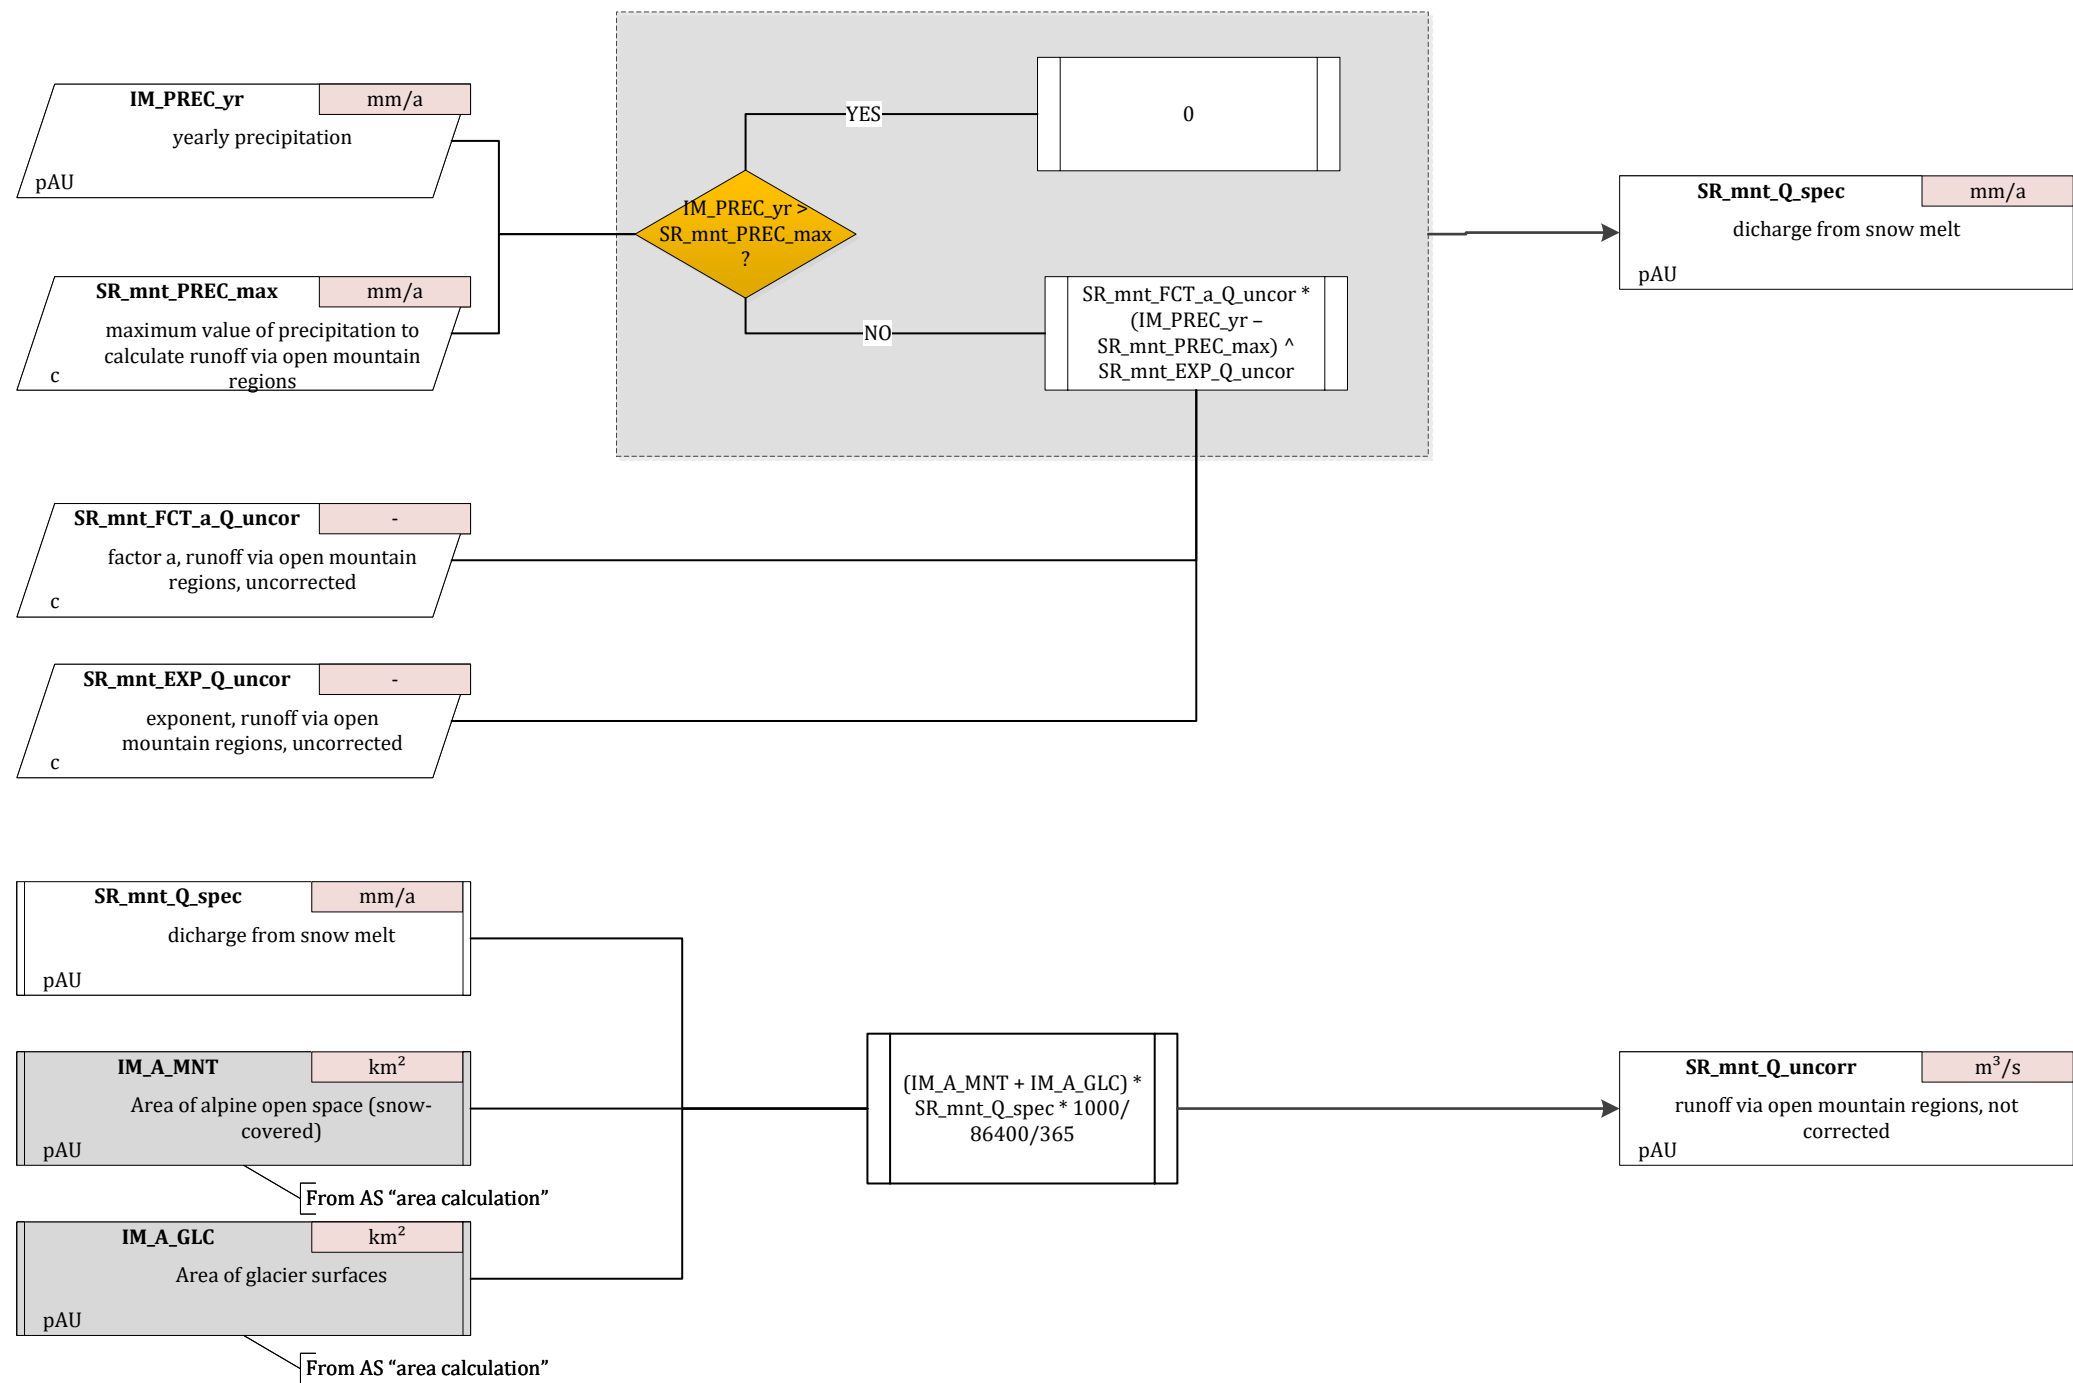 IM_PREC_yr
mm/a
yearly precipitation
pAU
SR_mnt_PREC_max
mm/a
maximum value of precipitation to
calculate runoff via open mountain
regions
c
IM_PREC_yr >
SR_mnt_PREC_max
?
YES
0
NO
SR_mnt_FCT_a_Q_uncor *
(IM_PREC_yr –
SR_mnt_PREC_max) ^
SR_mnt_EXP_Q_uncor
SR_mnt_Q_spec
mm/a
dicharge from snow melt
pAU
SR_mnt_FCT_a_Q_uncor
-
factor a, runoff via open mountain
regions, uncorrected
c
SR_mnt_EXP_Q_uncor
-
exponent, runoff via open
mountain regions, uncorrected
c
SR_mnt_Q_spec
mm/a
dicharge from snow melt
pAU
IM_A_MNT
km²
Area of alpine open space (snow-
covered)
pAU
From AS “area calculation”
IM_A_GLC
km²
Area of glacier surfaces
pAU
From AS “area calculation”
(IM_A_MNT + IM_A_GLC) *
SR_mnt_Q_spec * 1000/
86400/365
SR_mnt_Q_uncorr
m³/s
runoff via open mountain regions, not
corrected
pAU